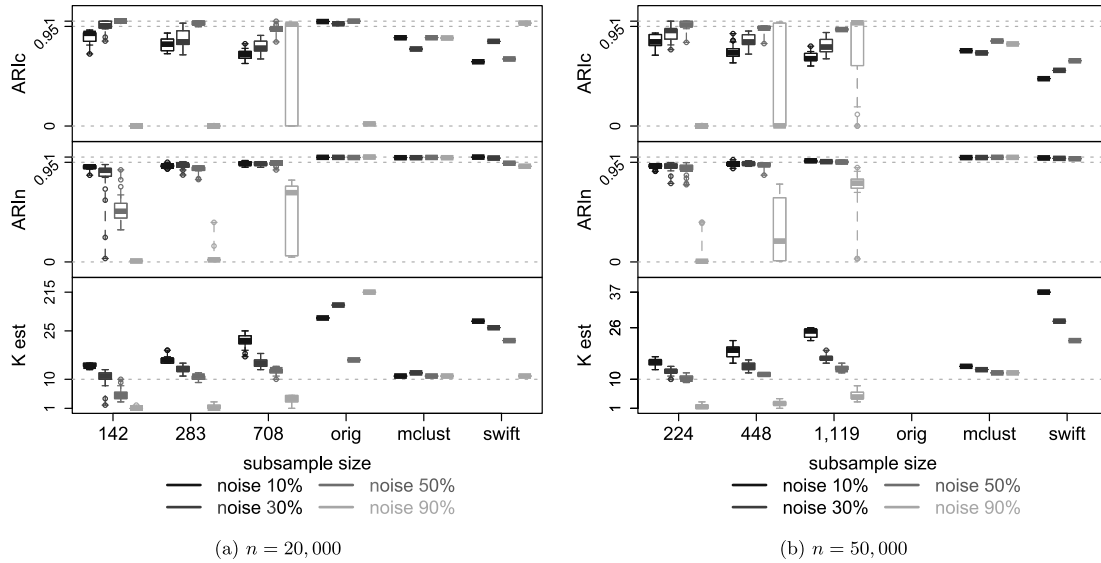 ARIc
0.95 1
0
ARIn
0.95 1
0
K est
215
25
10
1
142 283 708 orig mclust swift
subsample size
noise 10% noise 50%
noise 30% noise 90%
(a) n = 20,000
ARIc
0.95 1
0
ARIn
0.95 1
0
K est
37
26
10
1
224 448 1,119 orig mclust swift
subsample size
noise 10% noise 50%
noise 30% noise 90%
(b) n = 50,000